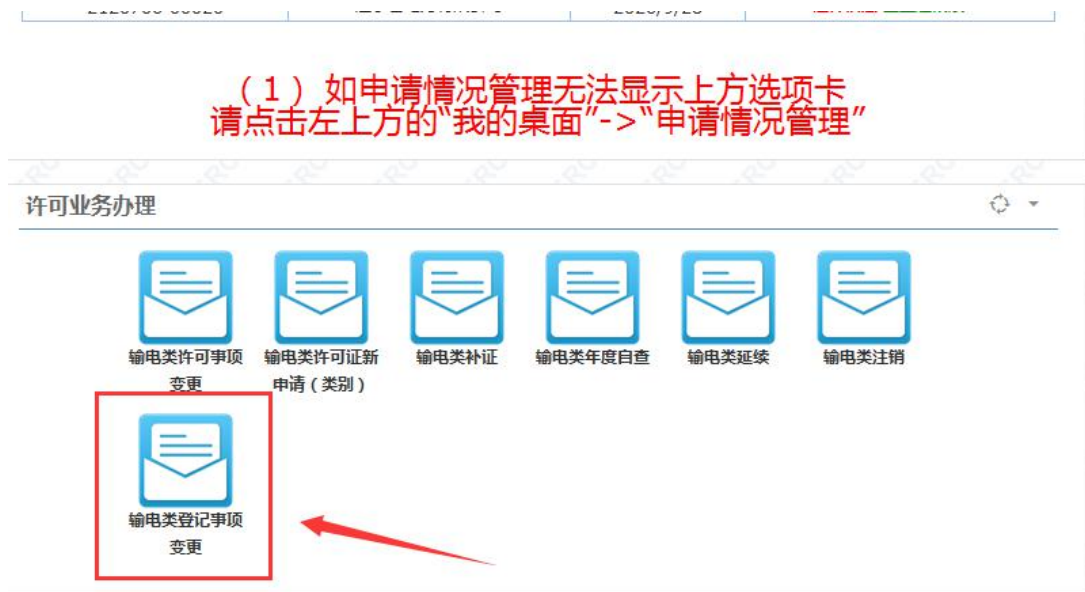 （1）如申请情况管理无法显示上方选项卡
请点击左上方的“我的桌面”->“申请情况管理”
许可业务办理
输电类许可事项
变更
输电类许可证新
申请（类别）
输电类补证
输电类年度自查
输电类延续
输电类注销
输电类登记事项
变更